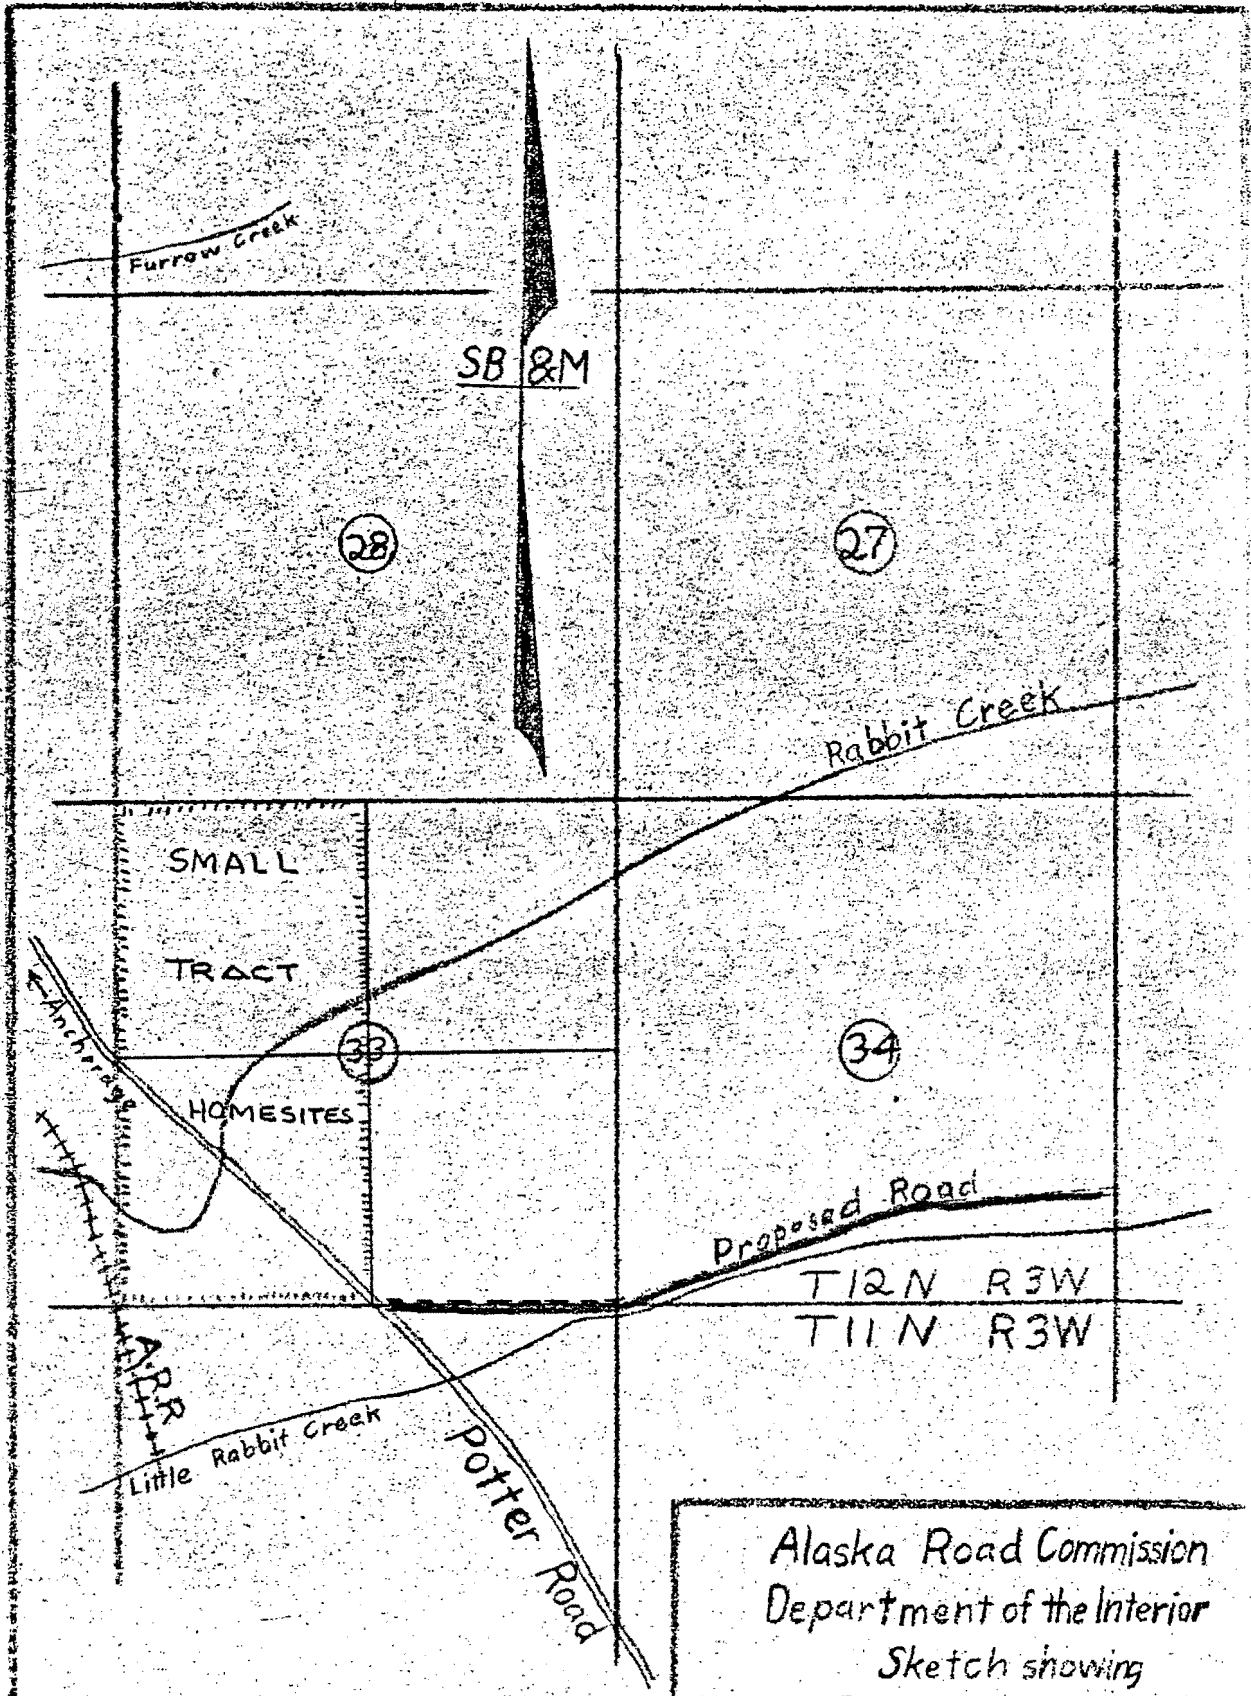 Furrow Creek
SB & M
28
27
Rabbit Creek
SMALL
TRACT
←Anchorage
33
34
HOMESITES
Proposed Road
T12N R3W
T11N R3W
A.R.R
Little Rabbit Creek
Potter Road
Alaska Road Commission
Department of the Interior
Sketch showing